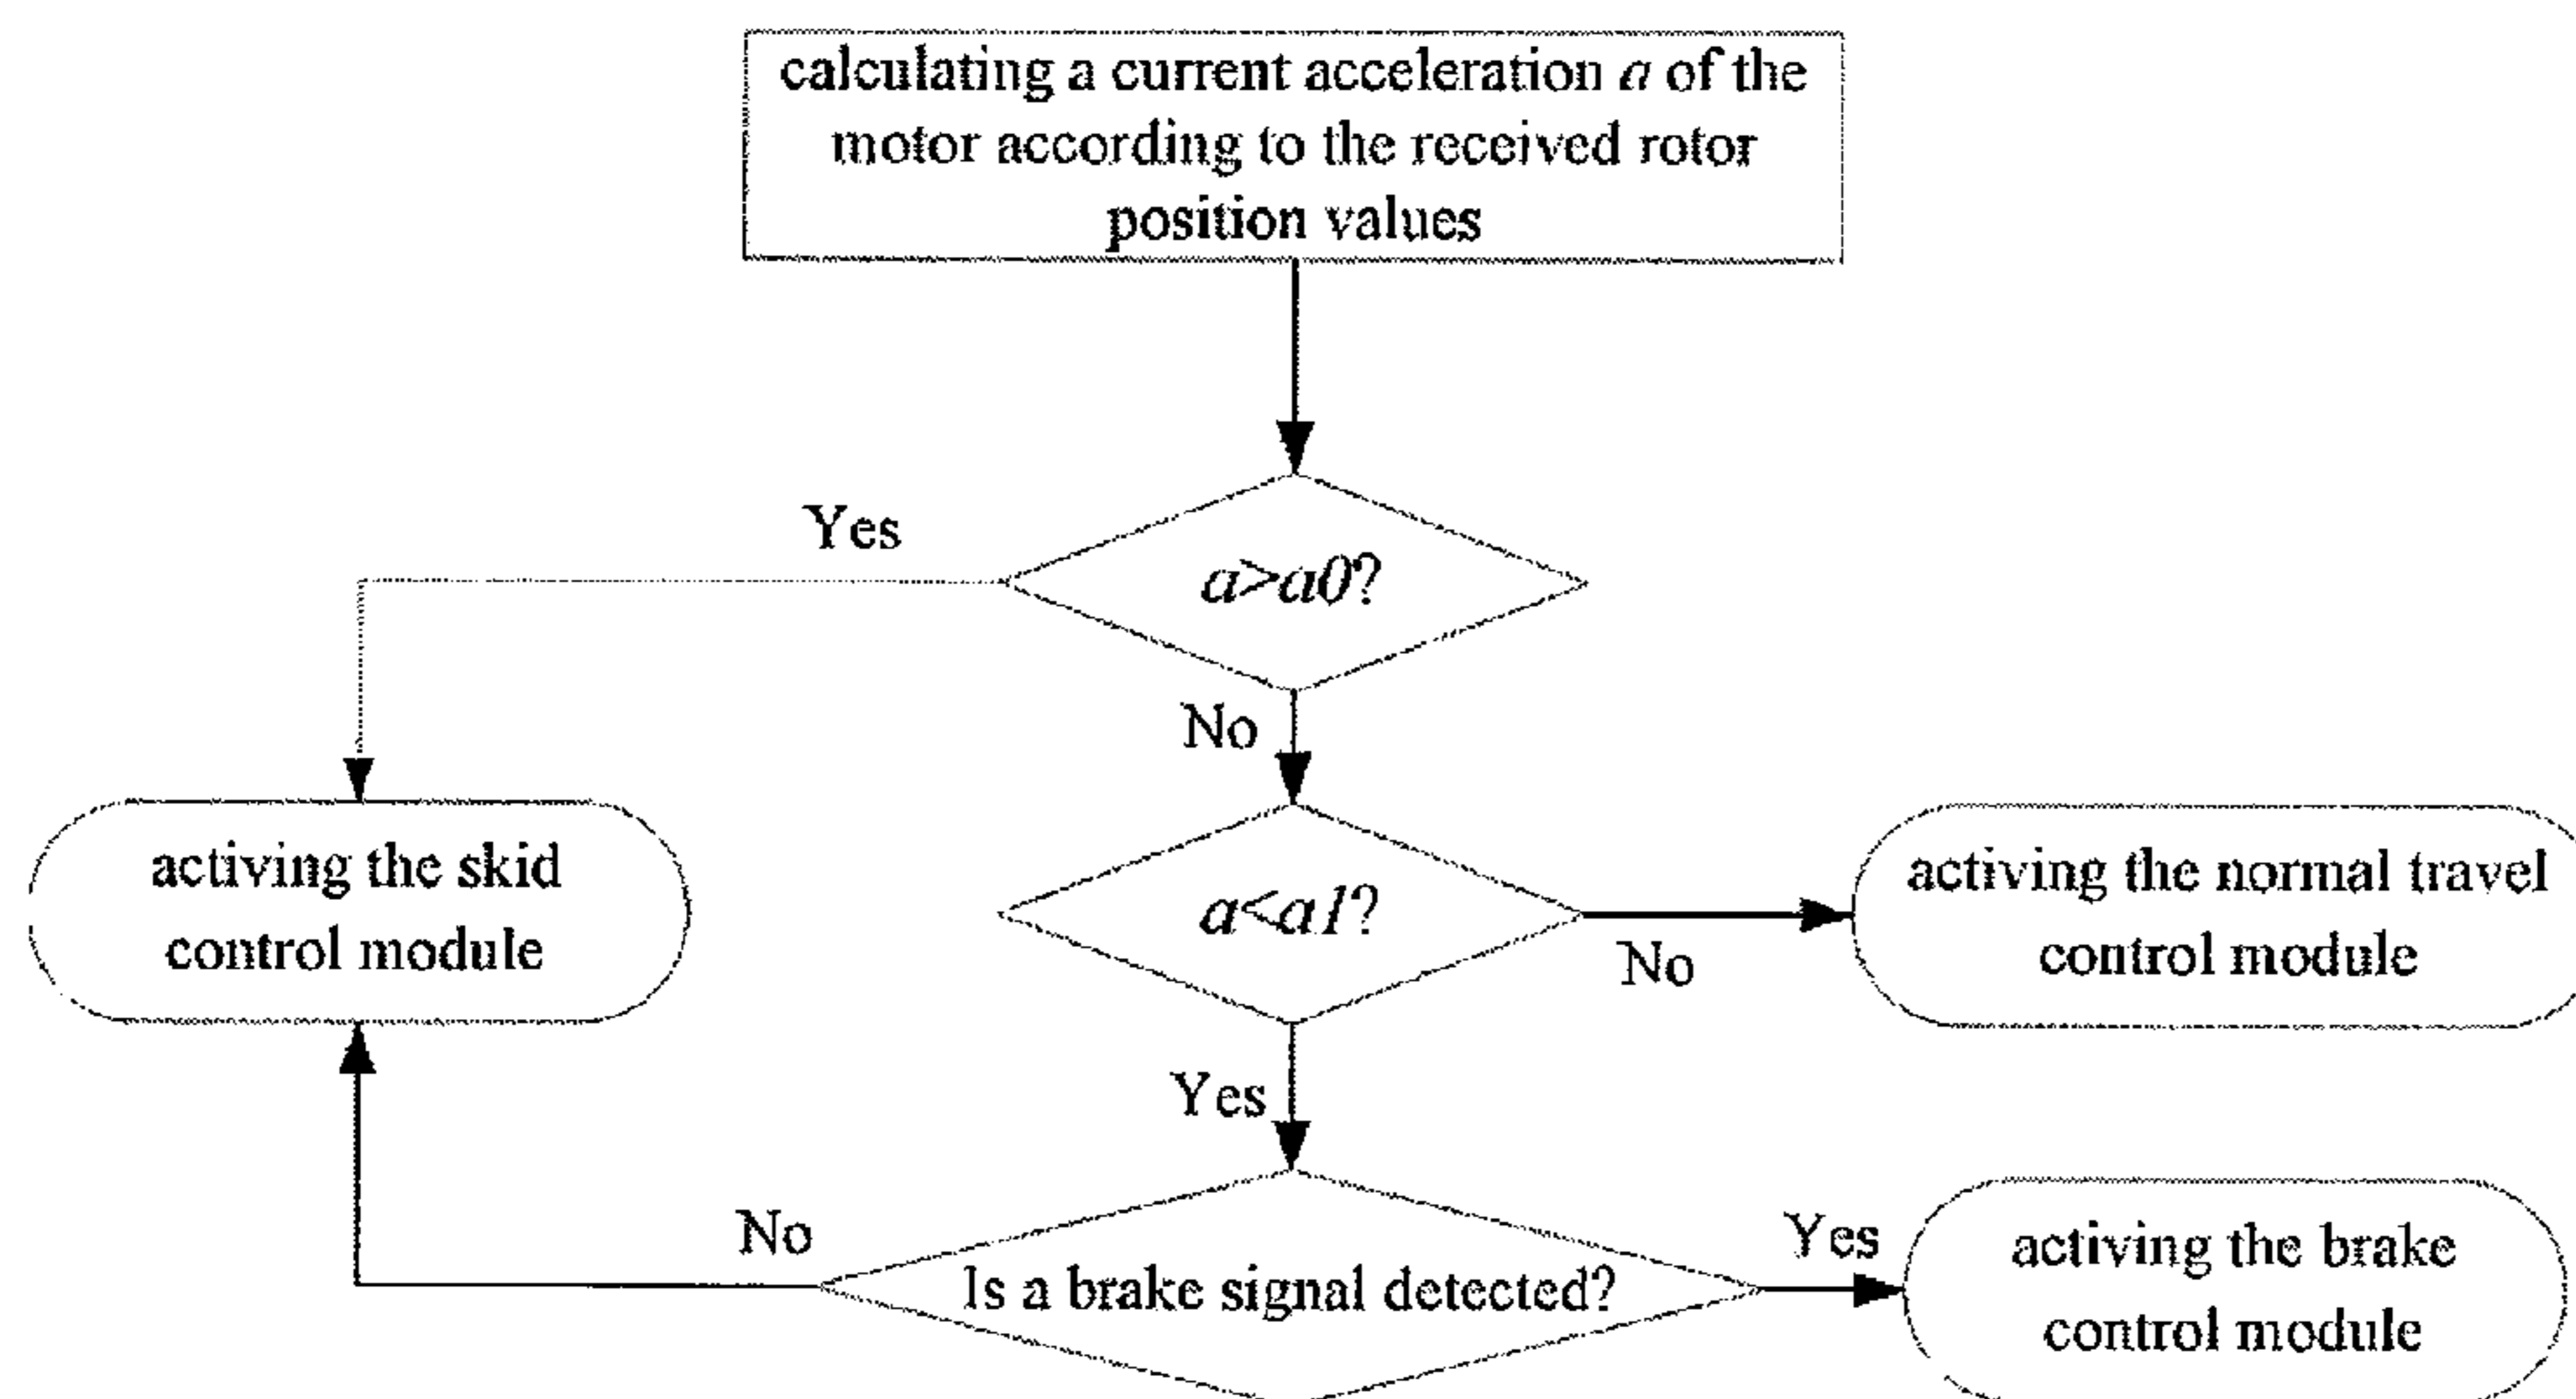 calculating a current acceleration a of the
motor according to the received rotor
position values
Yes
a>a0?
No
activing the skid
control module
a<a1?
No
activing the normal travel
control module
Yes
No
Is a brake signal detected?
Yes
activing the brake
control module